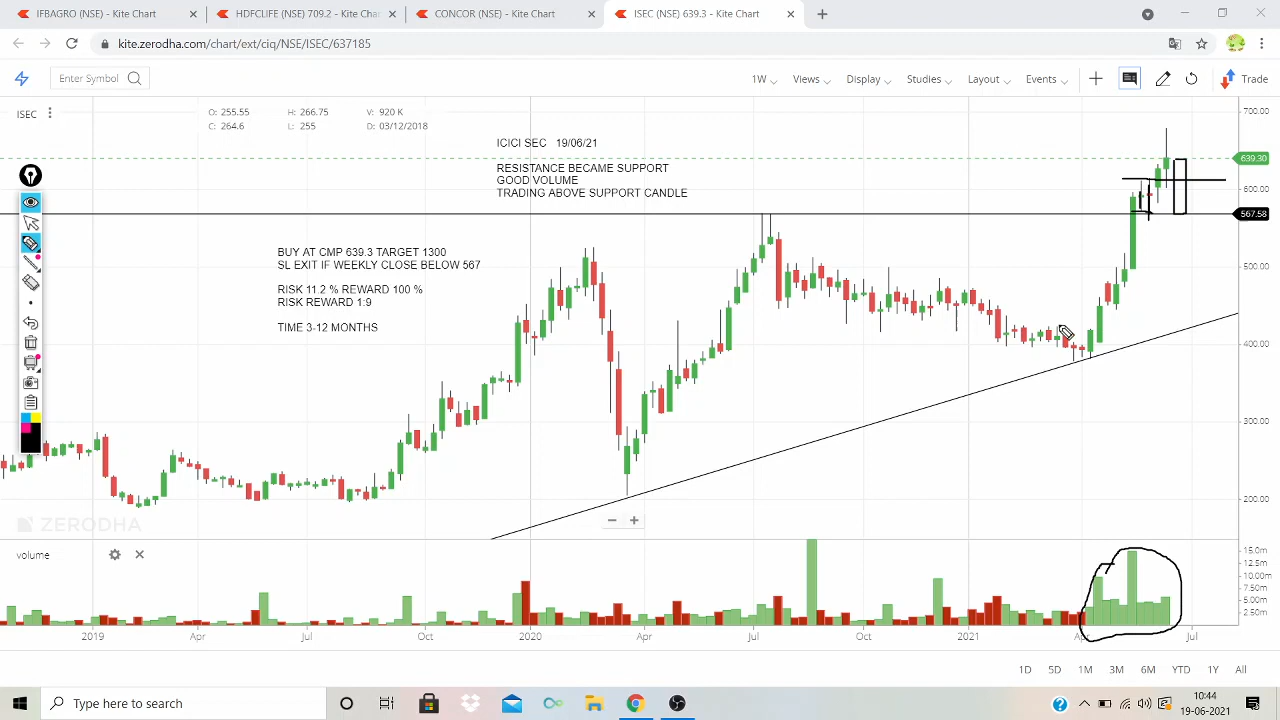 IFBAGRO (NSE) - Kite Chart
HDFCLIFE (NSE) 709.2 - Kite Char
CONCOR (NSE) - Kite Chart
ISEC (NSE) 639.3 - Kite Chart
kite.zerodha.com/chart/ext/ciq/NSE/ISEC/637185
Enter Symbol
1W
Views
Display
Studies
Layout
Events
Trade
ISEC
O: 255.55 H: 266.75 V: 920 K
C: 264.6 L: 255 D: 03/12/2018
ICICI SEC 19/06/21
RESISTANCE BECAME SUPPORT
GOOD VOLUME
TRADING ABOVE SUPPORT CANDLE
BUY AT CMP 639.3 TARGET 1300
SL EXIT IF WEEKLY CLOSE BELOW 567
RISK 11.2 % REWARD 100 %
RISK REWARD 1:9
TIME 3-12 MONTHS
700.00
639.30
600.00
567.58
500.00
400.00
300.00
200.00
ZERODHA
volume
15.0m
12.5m
10.00m
7.50m
5.00m
2.50m
2019 Apr Jul Oct 2020 Apr Jul Oct 2021 Apr Jul
1D 5D 1M 3M 6M YTD 1Y All
Type here to search
10:44
19-06-2021